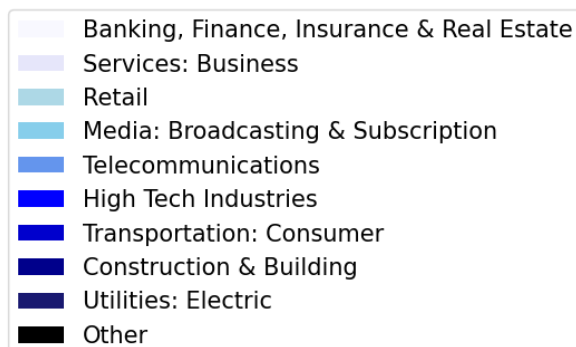 Banking, Finance, Insurance & Real Estate
Services: Business
Retail
Media: Broadcasting & Subscription
Telecommunications
High Tech Industries
Transportation: Consumer
Construction & Building
Utilities: Electric
Other